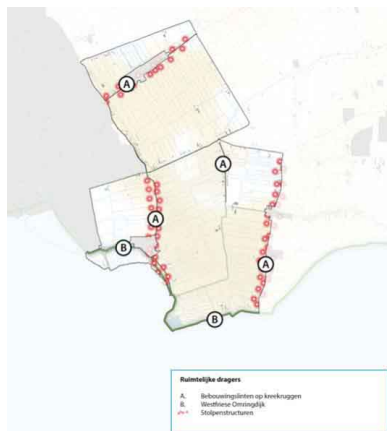 A
A
A
A
B
B
Ruimtelijke dragers
A. Bebouwingslinten op kreekruggen
B. Westfriese Omringdijk
Stolpenstructuren